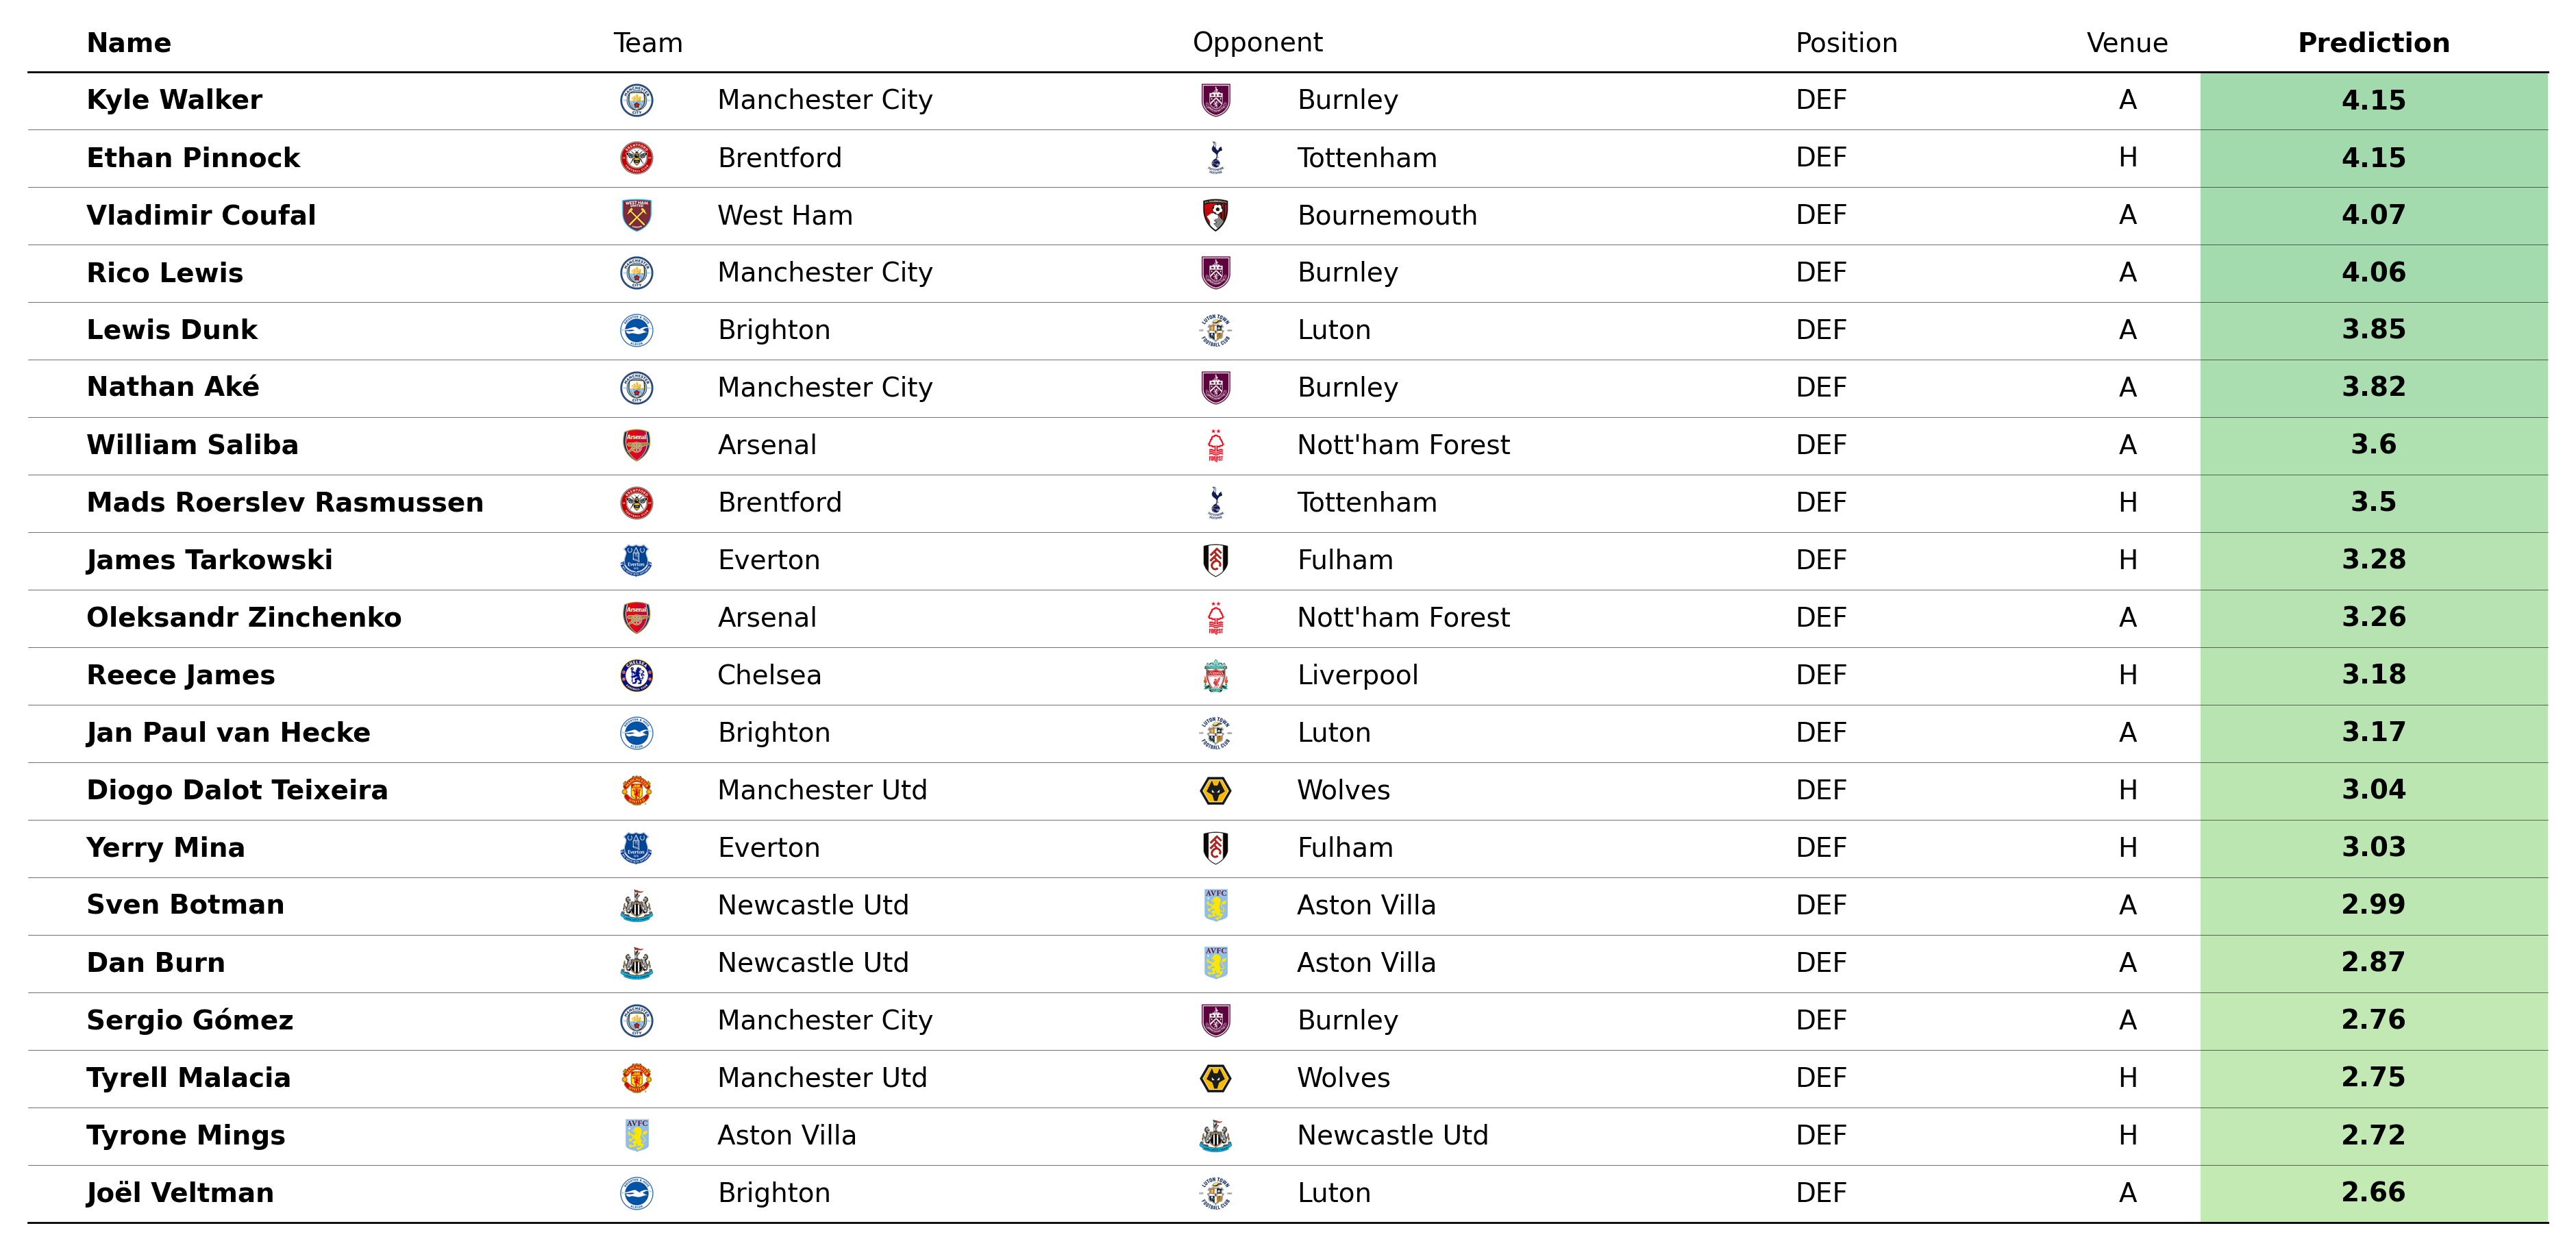 Name Team Opponent Position Venue Prediction
Kyle Walker Manchester City Burnley DEF A 4.15
Ethan Pinnock Brentford Tottenham DEF H 4.15
Vladimir Coufal West Ham Bournemouth DEF A 4.07
Rico Lewis Manchester City Burnley DEF A 4.06
Lewis Dunk Brighton Luton DEF A 3.85
Nathan Aké Manchester City Burnley DEF A 3.82
William Saliba Arsenal Nott'ham Forest DEF A 3.6
Mads Roerslev Rasmussen Brentford Tottenham DEF H 3.5
James Tarkowski Everton Fulham DEF H 3.28
Oleksandr Zinchenko Arsenal Nott'ham Forest DEF A 3.26
Reece James Chelsea Liverpool DEF H 3.18
Jan Paul van Hecke Brighton Luton DEF A 3.17
Diogo Dalot Teixeira Manchester Utd Wolves DEF H 3.04
Yerry Mina Everton Fulham DEF H 3.03
Sven Botman Newcastle Utd Aston Villa DEF A 2.99
Dan Burn Newcastle Utd Aston Villa DEF A 2.87
Sergio Gómez Manchester City Burnley DEF A 2.76
Tyrell Malacia Manchester Utd Wolves DEF H 2.75
Tyrone Mings Aston Villa Newcastle Utd DEF H 2.72
Joël Veltman Brighton Luton DEF A 2.66